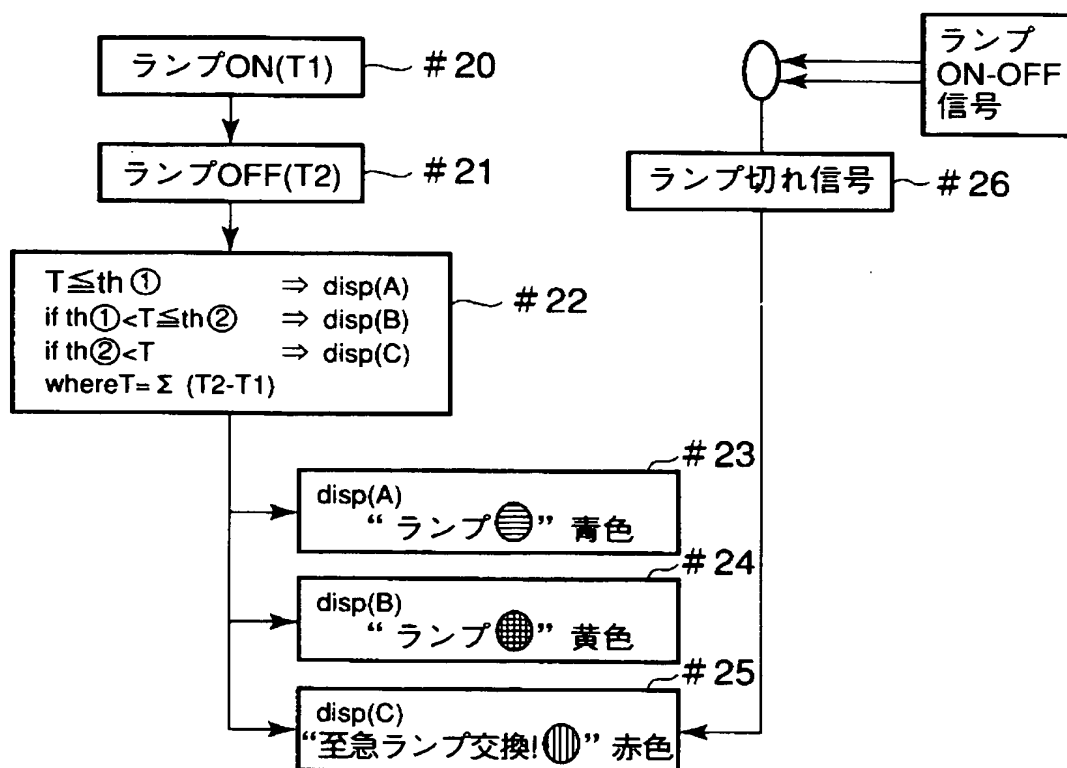 ランプON(T1)
#20
ランプOFF(T2)
#21
T≦th① ⇒ disp(A)
if th①<T≦th② ⇒ disp(B)
if th②<T ⇒ disp(C)
whereT= Σ (T2-T1)
#22
ランプ
ON-OFF
信号
ランプ切れ信号
#26
#23
disp(A)
“ ランプ ” 青色
#24
disp(B)
“ ランプ ” 黄色
#25
disp(C)
“至急ランプ交換! ” 赤色